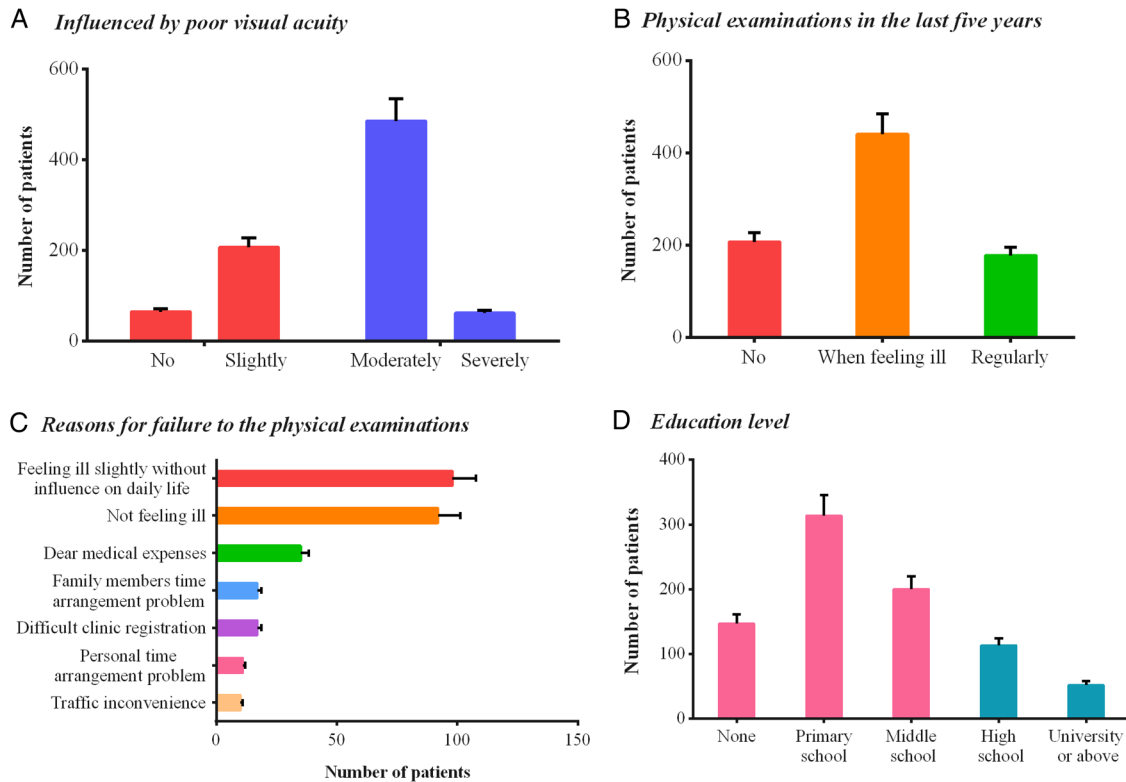 A Influenced by poor visual acuity
600
400
200
0
Number of patients
No
Slightly
Moderately
Severely
B Physical examinations in the last five years
600
400
200
0
Number of patients
No
When feeling ill
Regularly
C Reasons for failure to the physical examinations
Feeling ill slightly without
influence on daily life
Not feeling ill
Dear medical expenses
Family members time
arrangement problem
Difficult clinic registration
Personal time
arrangement problem
Traffic inconvenience
0
50
100
150
Number of patients
D Education level
400
300
200
100
0
Number of patients
None
Primary
school
Middle
school
High
school
University
or above